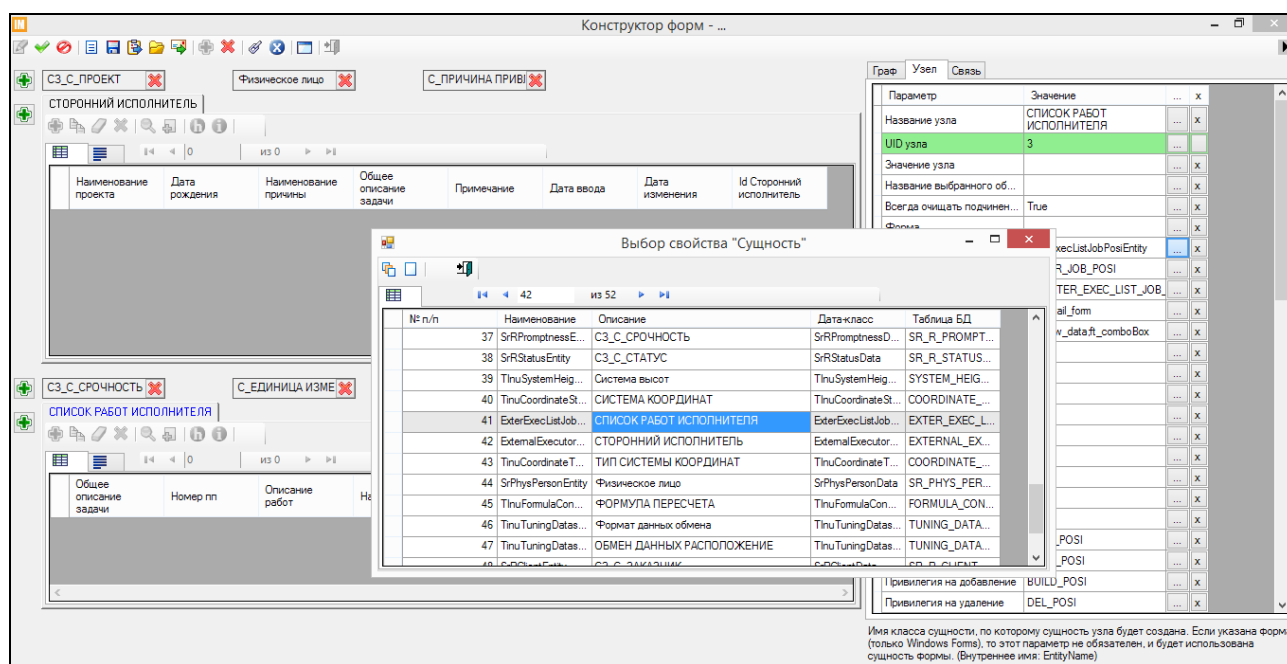 Конструктор форм - ...
СЗ_С_ПРОЕКТ
Физическое лицо
С_ПРИЧИНА ПРИВ
СТОРОННИЙ ИСПОЛНИТЕЛЬ
0
из 0
Наименование проекта
Дата рождения
Наименование причины
Общее описание задачи
Примечание
Дата ввода
Дата изменения
Id Сторонний исполнитель
СЗ_С_СРОЧНОСТЬ
С_ЕДИНИЦА ИЗМЕ
СПИСОК РАБОТ ИСПОЛНИТЕЛЯ
0
из 0
Общее описание задачи
Номер пп
Описание работ
На
Выбор свойства "Сущность"
42
из 52
№ п/п Наименование Описание Дата-класс Таблица БД
37 SrRPromptnessE... СЗ_С_СРОЧНОСТЬ SrRPromptnessD... SR_R_PROMPT...
38 SrRStatusEntity СЗ_С_СТАТУС SrRStatusData SR_R_STATUS...
39 TInuSystemHeig... Система высот TInuSystemHeig... SYSTEM_HEIG...
40 TInuCoordinateSt... СИСТЕМА КООРДИНАТ TInuCoordinateSt... COORDINATE_...
41 ExterExecListJob... СПИСОК РАБОТ ИСПОЛНИТЕЛЯ ExterExecListJob... EXTER_EXEC_L...
42 ExternalExecutor... СТОРОННИЙ ИСПОЛНИТЕЛЬ ExternalExecutor... EXTERNAL_EX...
43 TinuCoordinateT... ТИП СИСТЕМЫ КООРДИНАТ TInuCoordinateT... COORDINATE_...
44 SrPhysPersonEntity Физическое лицо SrPhysPersonData SR_PHYS_PER...
45 TInuFormulaCon... ФОРМУЛА ПЕРЕСЧЕТА TInuFormulaCon... FORMULA_CON...
46 TinuTuningDatas... Формат данных обмена TInuTuningDatas... TUNING_DATA...
47 TinuTuningDatas... ОБМЕН ДАННЫХ РАСПОЛОЖЕНИЕ TInuTuningDatas... TUNING_DATA...
Граф Узел Связь
Параметр Значение ... x
Название узла СПИСОК РАБОТ ИСПОЛНИТЕЛЯ ... x
UID узла 3 ...
Значение узла ... x
Название выбранного об... ... x
Всегда очищать подчинен... True ... x
Форма ... x
xecListJobPosiEntity ... x
R_JOB_POSI ... x
TER_EXEC_LIST_JOB_ ... x
ail_form ... x
w_data;ft_comboBox ... x
... x
... x
... x
... x
... x
... x
... x
... x
_POSI ... x
_POSI ... x
Привилегия на добавление BUILD_POSI ... x
Привилегия на удаление DEL_POSI ... x
Имя класса сущности, по которому сущность узла будет создана. Если указана форм
(только Windows Forms), то этот параметр не обязателен, и будет использована
сущность формы. (Внутреннее имя: EntityName)